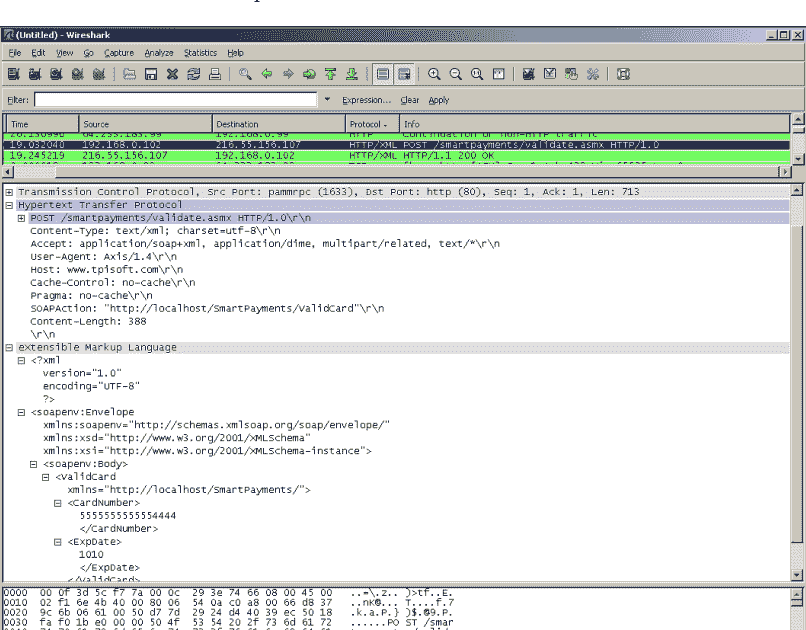 (Untitled) - Wireshark
File Edit View Go Capture Analyze Statistics Help
Filter: Expression... Clear Apply
Time Source Destination Protocol - Info
19.032040 192.168.0.102 216.55.156.107 HTTP/XML POST /smartpayments/validate.asmx HTTP/1.0
19.245219 216.55.156.107 192.168.0.102 HTTP/XML HTTP/1.1 200 OK
Transmission Control Protocol, Src Port: pammrpc (1633), Dst Port: http (80), Seq: 1, Ack: 1, Len: 713
Hypertext Transfer Protocol
POST /smartpayments/validate.asmx HTTP/1.0\r\n
Content-Type: text/xml; charset=utf-8\r\n
Accept: application/soap+xml, application/dime, multipart/related, text/*\r\n
User-Agent: Axis/1.4\r\n
Host: www.tpisoft.com\r\n
Cache-Control: no-cache\r\n
Pragma: no-cache\r\n
SOAPAction: "http://localhost/SmartPayments/ValidCard"\r\n
Content-Length: 388
\r\n
eXtensible Markup Language
<?xml
version="1.0"
encoding="UTF-8"
?>
<soapenv:Envelope
xmlns:soapenv="http://schemas.xmlsoap.org/soap/envelope/"
xmlns:xsd="http://www.w3.org/2001/XMLSchema"
xmlns:xsi="http://www.w3.org/2001/XMLSchema-instance">
<soapenv:Body>
<ValidCard
xmlns="http://localhost/SmartPayments/">
<CardNumber>
5555555555554444
</CardNumber>
<ExpDate>
1010
</ExpDate>
</ValidCard>
0000 00 0f 3d 5c f7 7a 00 0c 29 3e 74 66 08 00 45 00 ..=\.z.. )>tf..E.
0010 02 f1 6e 4b 40 00 80 06 54 0a c0 a8 00 66 d8 37 ..nK@... T....f.7
0020 9c 6b 06 61 00 50 d7 7d 29 24 d4 40 39 ec 50 18 .k.a.P.} )$.@9.P.
0030 fa f0 1b e0 00 00 50 4f 53 54 20 2f 73 6d 61 72 ......PO ST /smar